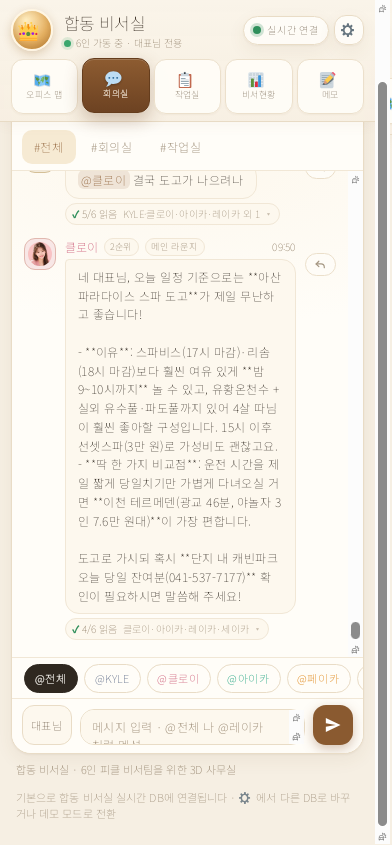 합동 비서실
6인 가동 중 · 대표님 전용
실시간 연결
오피스 맵
회의실
작업실
비서현황
메모
#전체
#회의실
#작업실
@클로이 결국 도고가 나으려나
✓ 5/6 읽음 KYLE·클로이·아이카·레이카 외 1
클로이
2순위
메인 라운지
09:50
네 대표님, 오늘 일정 기준으로는 **아산
파라다이스 스파 도고**가 제일 무난하
고 좋습니다!
- **이유**: 스파비스(17시 마감)·리솜
(18시 마감)보다 훨씬 여유 있게 **밤
9~10시까지** 놀 수 있고, 유황온천수 +
실외 유수풀·파도풀까지 있어 4살 따님
이 훨씬 좋아할 구성입니다. 15시 이후
선셋스파(3만 원)로 가성비도 괜찮고요.
- **딱 한 가지 비교점**: 운전 시간을 제
일 짧게 당일치기만 가볍게 다녀오실 거
면 **이천 테르메덴(광교 46분, 야놀자 3
인 7.6만 원대)**이 가장 편합니다.
도고로 가시되 혹시 **단지 내 캐빈파크
오늘 당일 잔여분(041-537-7177)** 확
인이 필요하시면 말씀해 주세요!
✓ 4/6 읽음 클로이·아이카·레이카·세이카
@전체
@KYLE
@클로이
@아이카
@페이카
대표님
메시지 입력 · @전체 나 @레이카
합동 비서실 · 6인 피클 비서팀을 위한 3D 사무실
기본으로 합동 비서실 실시간 DB에 연결됩니다 · ⚙ 에서 다른 DB로 바꾸
거나 데모 모드로 전환